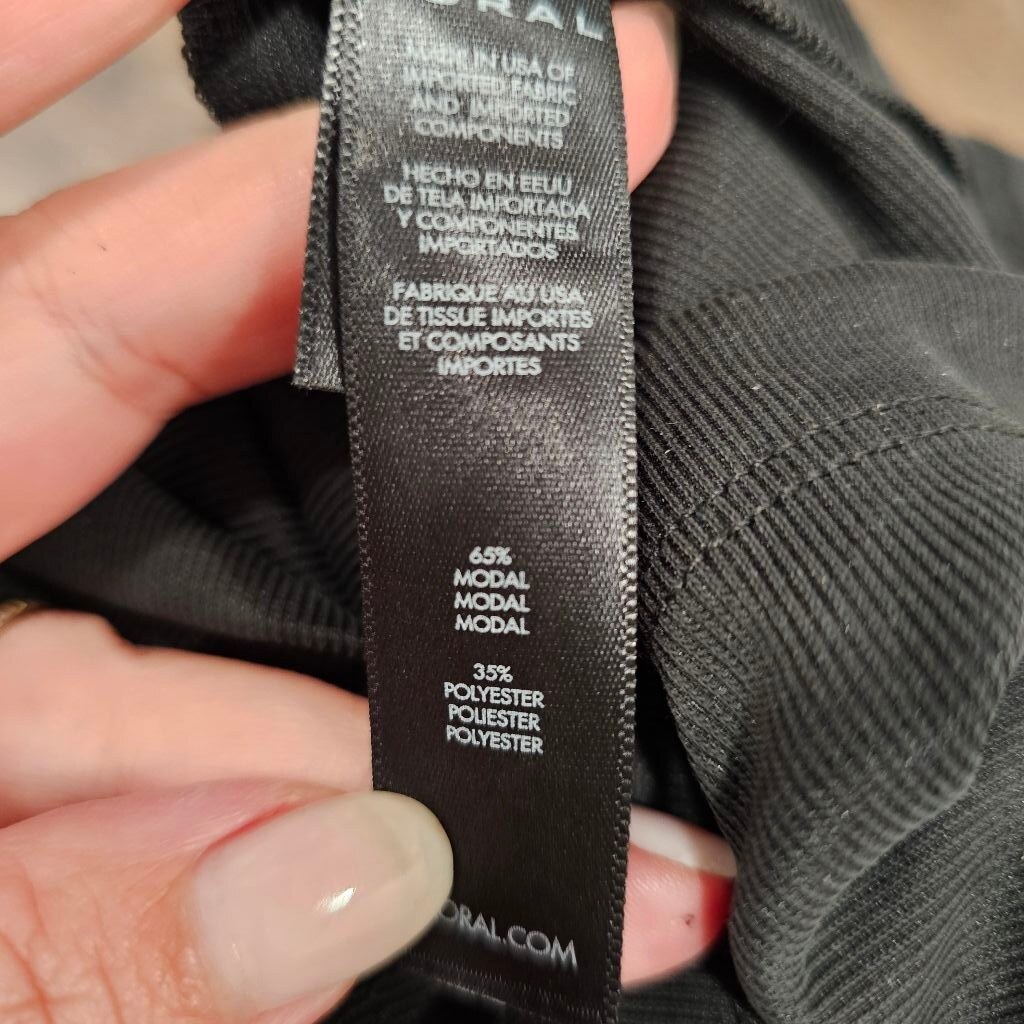 ORAL
MADE IN USA OF
IMPORTED FABRIC
AND IMPORTED
COMPONENTS
HECHO EN EEUU
DE TELA IMPORTADA
Y COMPONENTES
IMPORTADOS
FABRIQUE AU USA
DE TISSUE IMPORTES
ET COMPOSANTS
IMPORTES
65%
MODAL
MODAL
MODAL
35%
POLYESTER
POLIESTER
POLYESTER
ORAL.COM